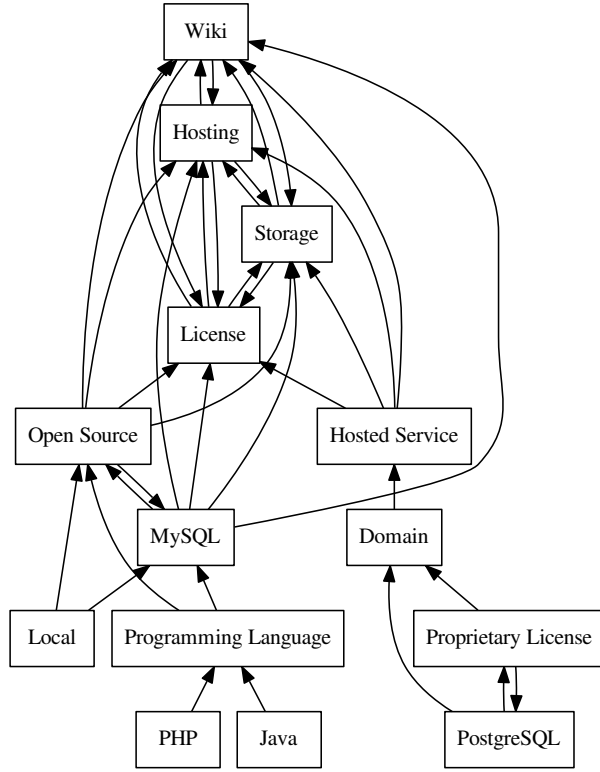 Wiki
Hosting
Storage
License
Open Source
Hosted Service
MySQL
Domain
Local
Programming Language
Proprietary License
PHP
Java
PostgreSQL